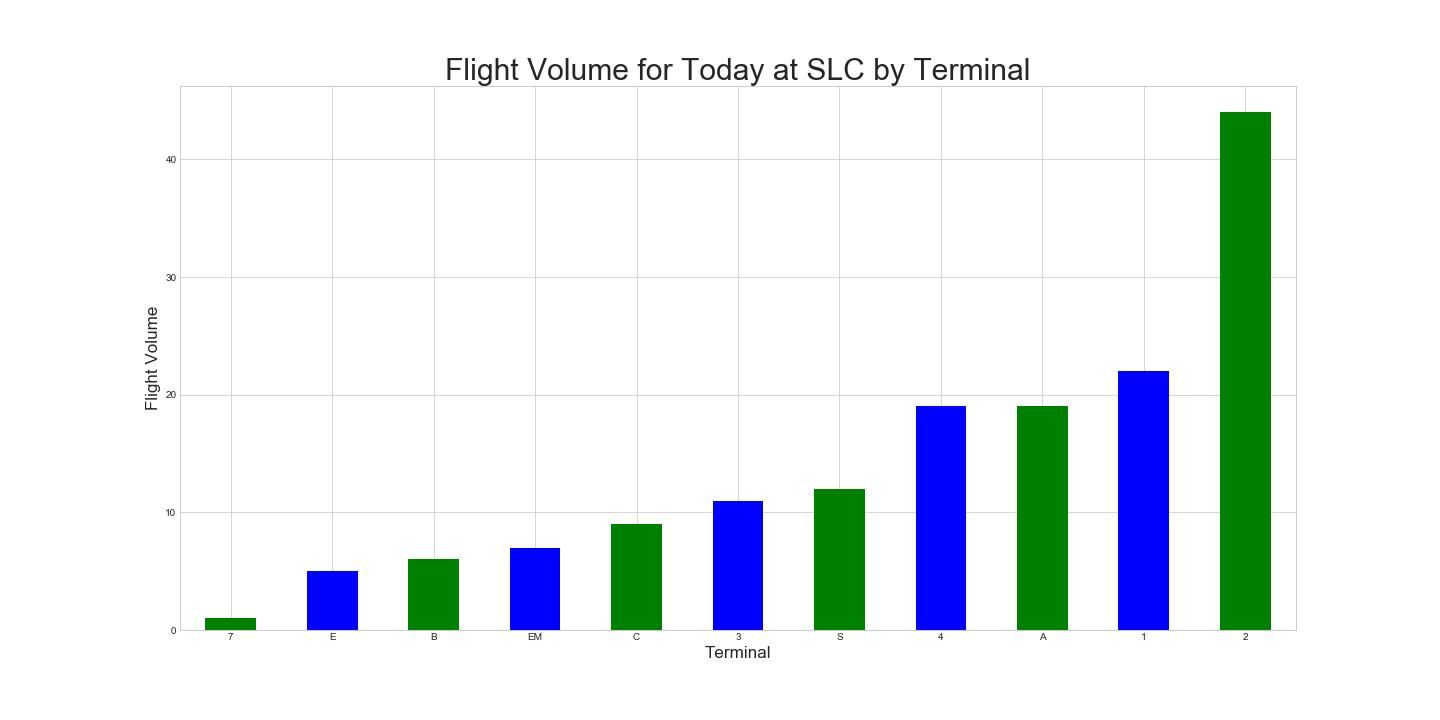 Flight Volume for Today at SLC by Terminal
Flight Volume
40
30
20
10
0
7 E B EM C 3 S 4 A 1 2
Terminal